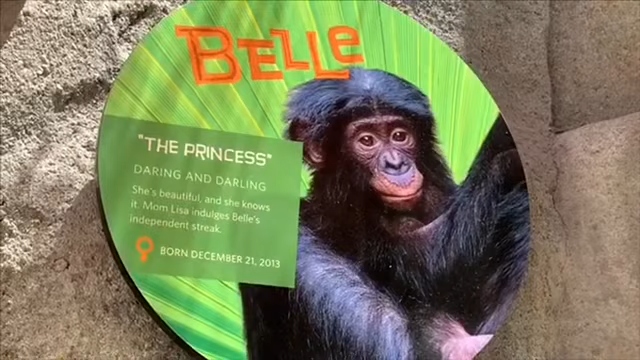 BELLe
"THE PRINCESS"
DARING AND DARLING
She's beautiful, and she knows
it. Mom Lisa indulges Belle's
independent streak.
♀ BORN DECEMBER 21, 2013